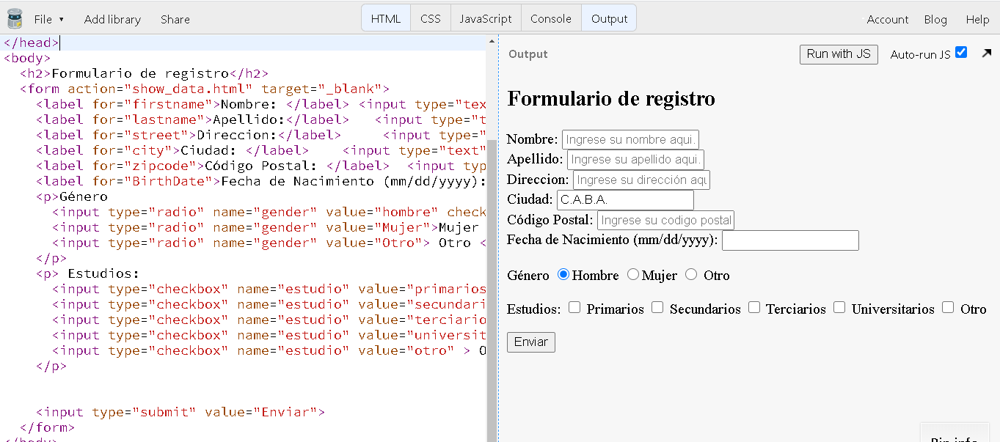 File ▾ Add library Share HTML CSS JavaScript Console Output Account Blog Help
</head>
<body>
<h2>Formulario de registro</h2>
<form action="show_data.html" target="_blank">
<label for="firstname">Nombre: </label> <input type="tex
<label for="lastname">Apellido:</label> <input type="t
<label for="street">Direccion:</label> <input type="
<label for="city">Ciudad: </label> <input type="text"
<label for="zipcode">Código Postal: </label> <input typ
<label for="BirthDate">Fecha de Nacimiento (mm/dd/yyyy):
<p>Género
<input type="radio" name="gender" value="hombre" check
<input type="radio" name="gender" value="Mujer">Mujer
<input type="radio" name="gender" value="Otro"> Otro <
</p>
<p> Estudios:
<input type="checkbox" name="estudio" value="primarios
<input type="checkbox" name="estudio" value="secundari
<input type="checkbox" name="estudio" value="terciario
<input type="checkbox" name="estudio" value="universit
<input type="checkbox" name="estudio" value="otro" > O
</p>
<input type="submit" value="Enviar">
</form>
</body>
Output Run with JS Auto-run JS
Formulario de registro
Nombre: Ingrese su nombre aqui.
Apellido: Ingrese su apellido aqui.
Direccion: Ingrese su dirección aqu
Ciudad: C.A.B.A.
Código Postal: Ingrese su codigo postal
Fecha de Nacimiento (mm/dd/yyyy):
Género Hombre Mujer Otro
Estudios: Primarios Secundarios Terciarios Universitarios Otro
Enviar
Bin info